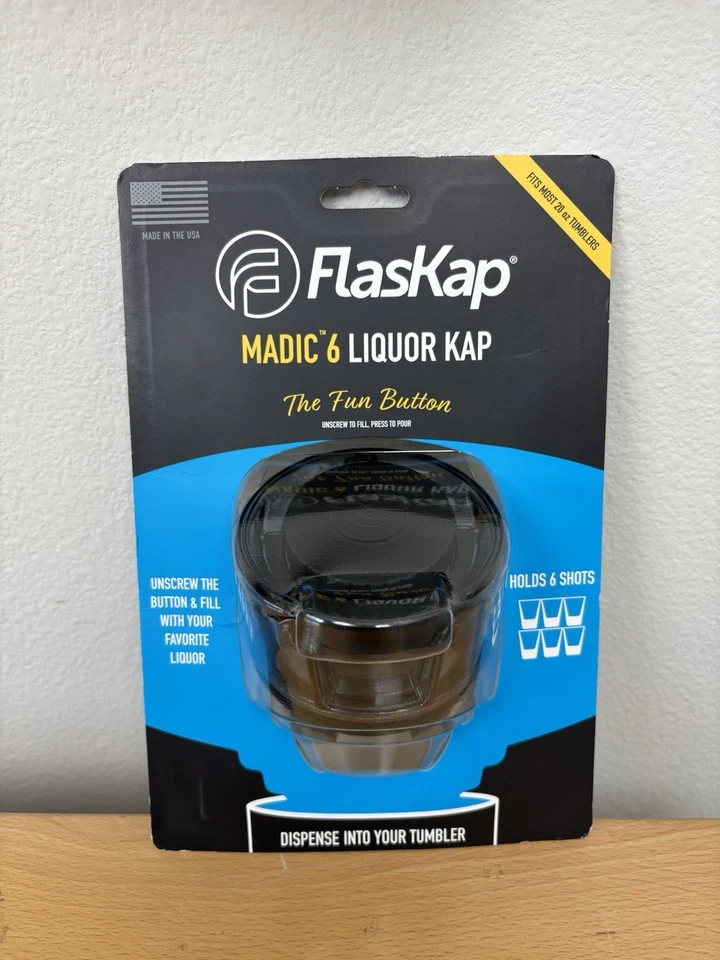 MADE IN THE USA
FITS MOST 20 oz TUMBLERS
FlasKap®
MADIC™ 6 LIQUOR KAP
The Fun Button
UNSCREW TO FILL, PRESS TO POUR
UNSCREW THE
BUTTON & FILL
WITH YOUR
FAVORITE
LIQUOR
HOLDS 6 SHOTS
DISPENSE INTO YOUR TUMBLER